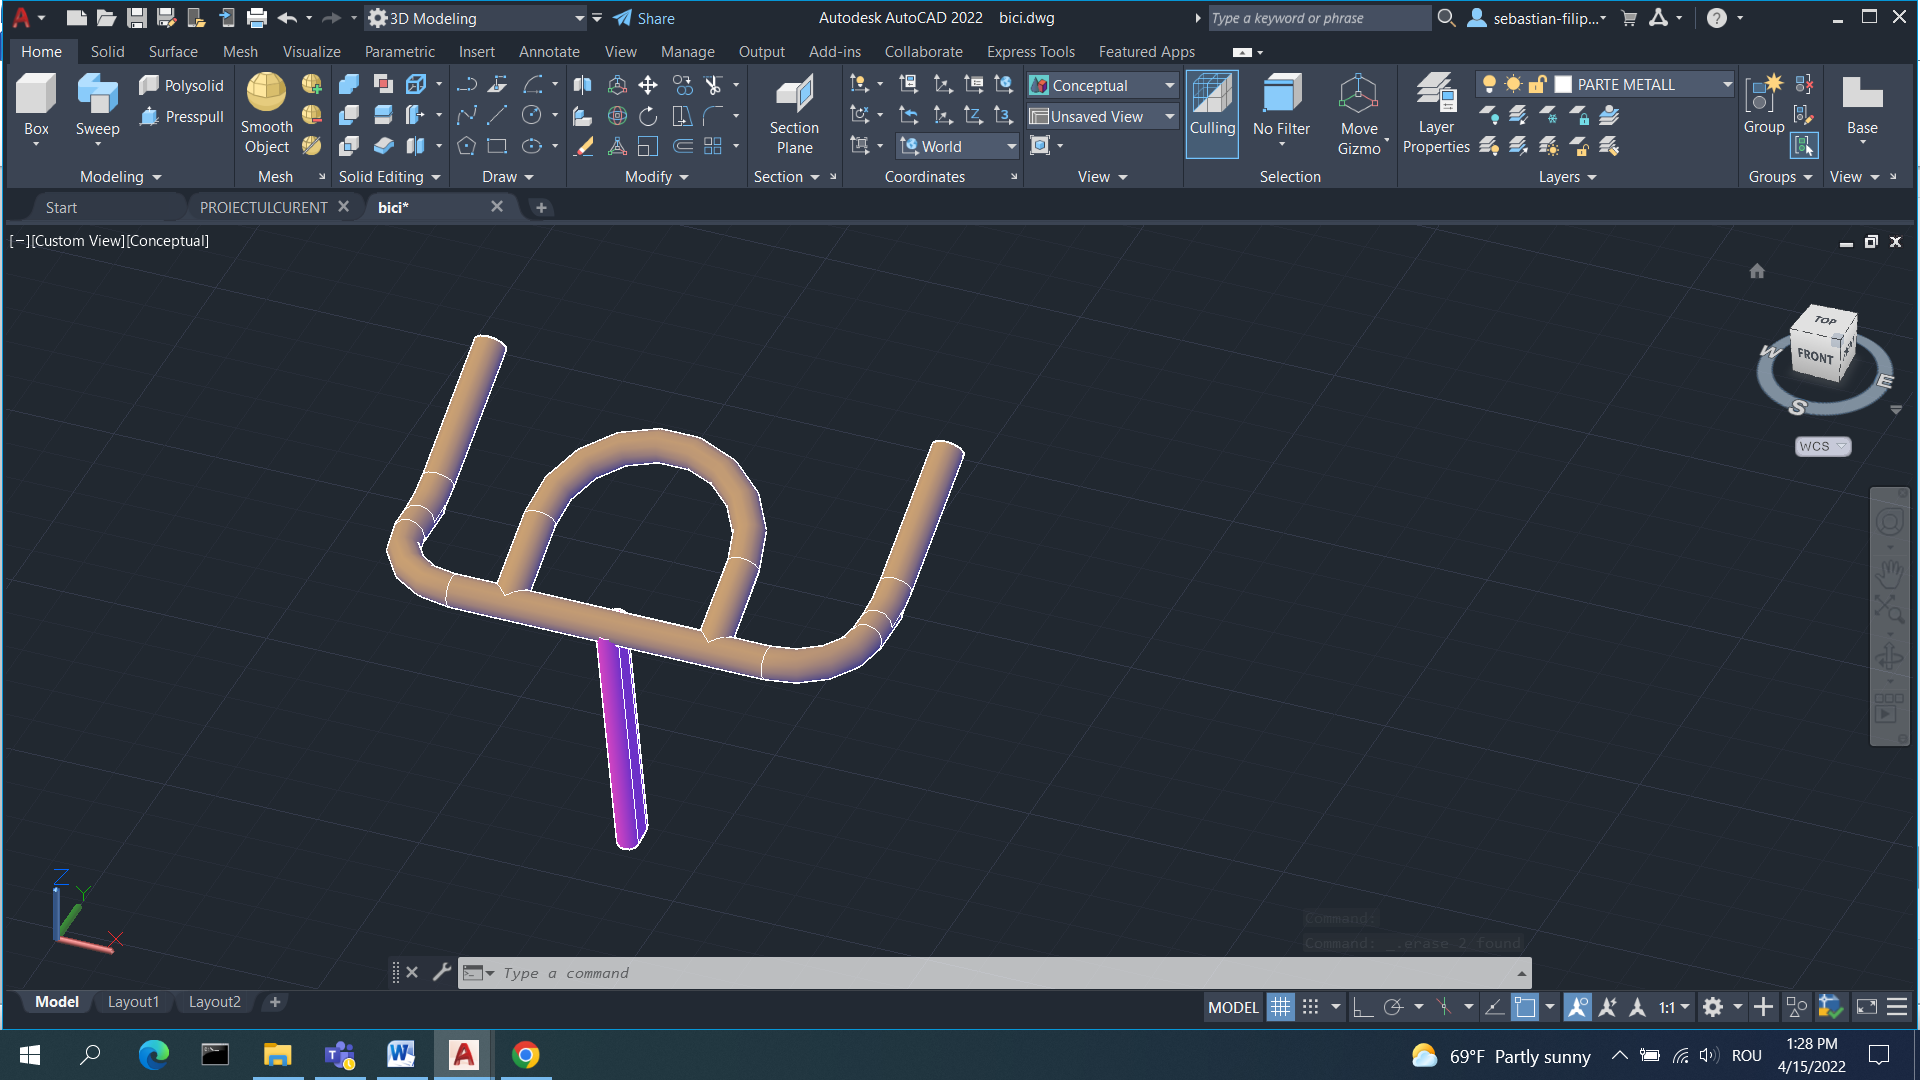 3D Modeling
Share
Autodesk AutoCAD 2022 bici.dwg
Type a keyword or phrase
sebastian-filip...
Home Solid Surface Mesh Visualize Parametric Insert Annotate View Manage Output Add-ins Collaborate Express Tools Featured Apps
Box
Sweep
Polysolid
Presspull
Modeling
Smooth
Object
Mesh
Solid Editing
Draw
Modify
Section
Plane
Section
World
Coordinates
Conceptual
Unsaved View
View
Culling
No Filter
Move
Gizmo
Selection
Layer
Properties
PARTE METALL
Layers
Group
Groups
Base
View
Start
PROIECTULCURENT
bici*
[−][Custom View][Conceptual]
TOP
FRONT
W
S
E
WCS
Z
Y
X
Command:
Command: _.erase 2 found
Type a command
Model Layout1 Layout2
MODEL
1:1
69°F Partly sunny
ROU
1:28 PM
4/15/2022